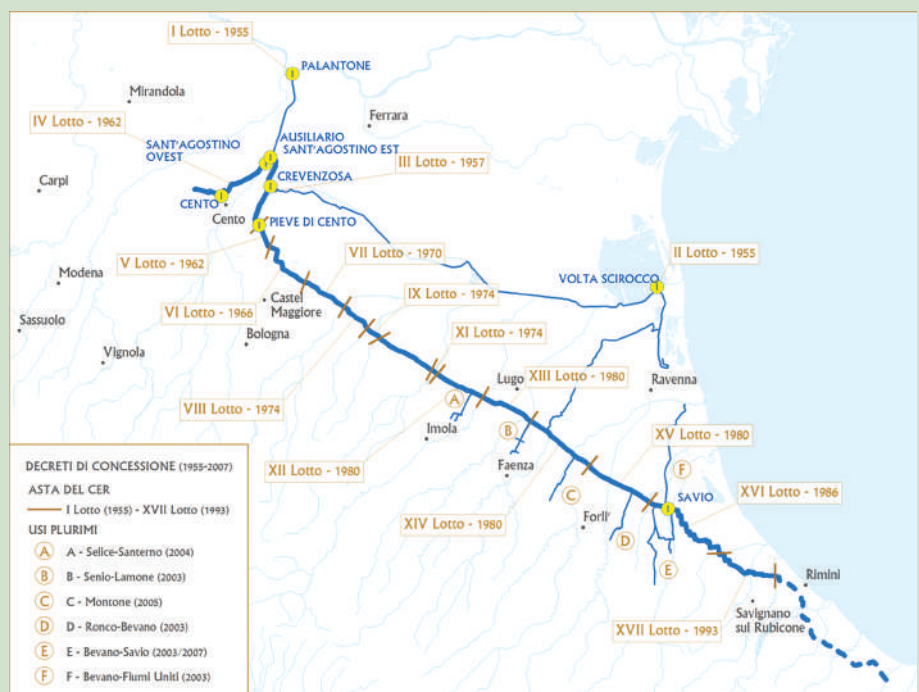 I Lotto - 1955
PALANTONE
Mirandola
Ferrara
IV Lotto - 1962
AUSILIARIO
SANT'AGOSTINO
OVEST
SANT'AGOSTINO EST
III Lotto - 1957
CREVENZOSA
Carpi
CENTO
Cento
PIEVE DI CENTO
VII Lotto - 1970
II Lotto - 1955
V Lotto - 1962
Modena
VOLTA SCIROCCO
IX Lotto - 1974
VI Lotto - 1966
Castel
Maggiore
Sassuolo
Bologna
XI Lotto - 1974
Vignola
XIII Lotto - 1980
Lugo
Ravenna
VIII Lotto - 1974
A
Imola
B
XV Lotto - 1980
XII Lotto - 1980
Faenza
F
XVI Lotto - 1986
C
SAVIO
XIV Lotto - 1980
Forlì'
D
E
Rimini
Savignano
sul Rubicone
XVII Lotto - 1993
DECRETI DI CONCESSIONE (1955-2007)
ASTA DEL CER
I Lotto (1955) - XVII Lotto (1993)
USI PLURIMI
A A - Selice-Santerno (2004)
B B - Senio-Lamone (2003)
C C - Montone (2005)
D D - Ronco-Bevano (2003)
E E - Bevano-Savio (2003/2007)
F F - Bevano-Fiumi Uniti (2003)